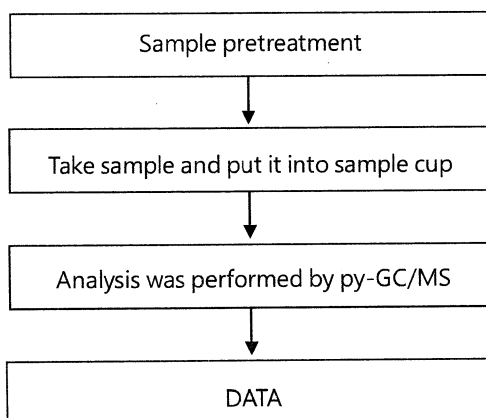 Sample pretreatment
Take sample and put it into sample cup
Analysis was performed by py-GC/MS
DATA